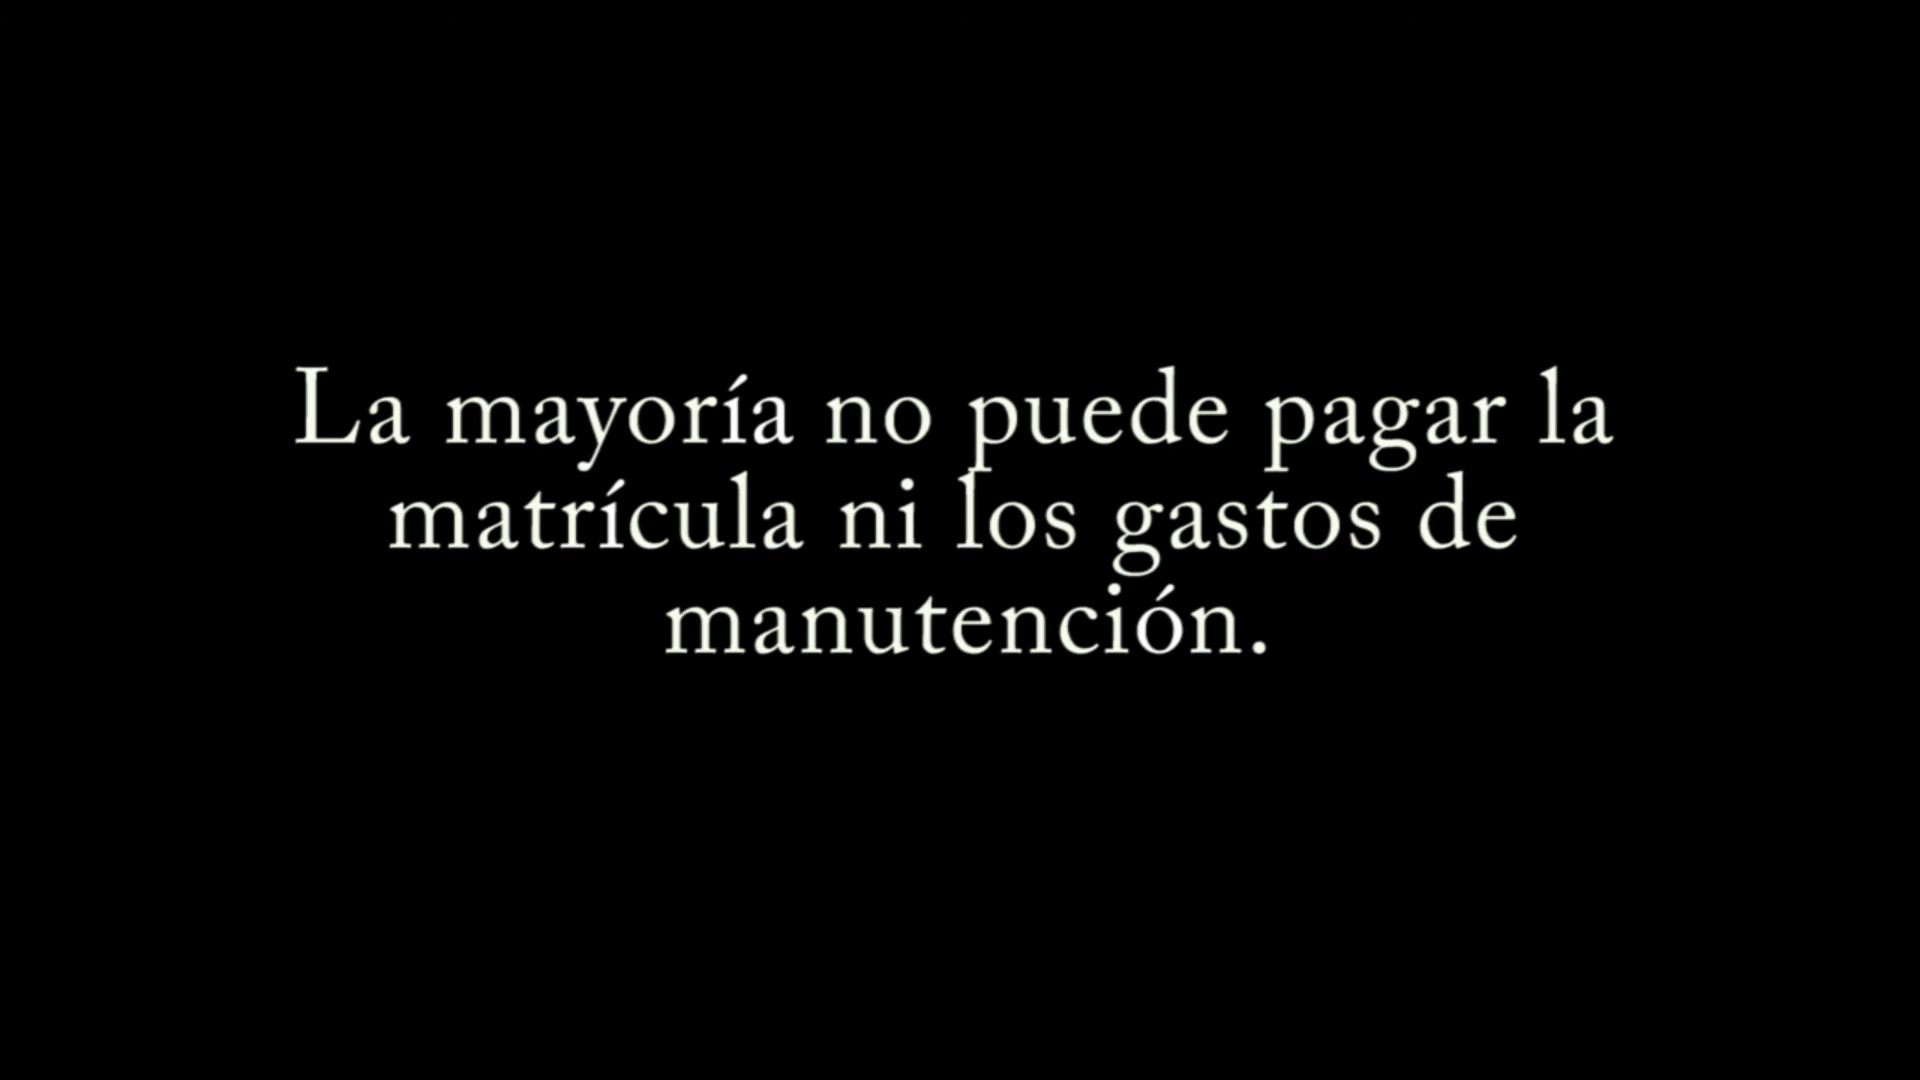 La mayoría no puede pagar la
matrícula ni los gastos de
manutención.